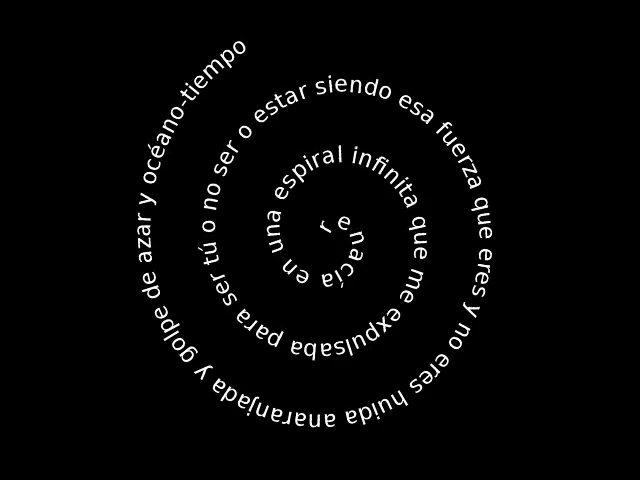 renacía en una espiral infinita que me expulsaba para ser tú o no ser o estar siendo esa fuerza que eres y no eres huida anaranjada y golpe de azar y océano-tiempo